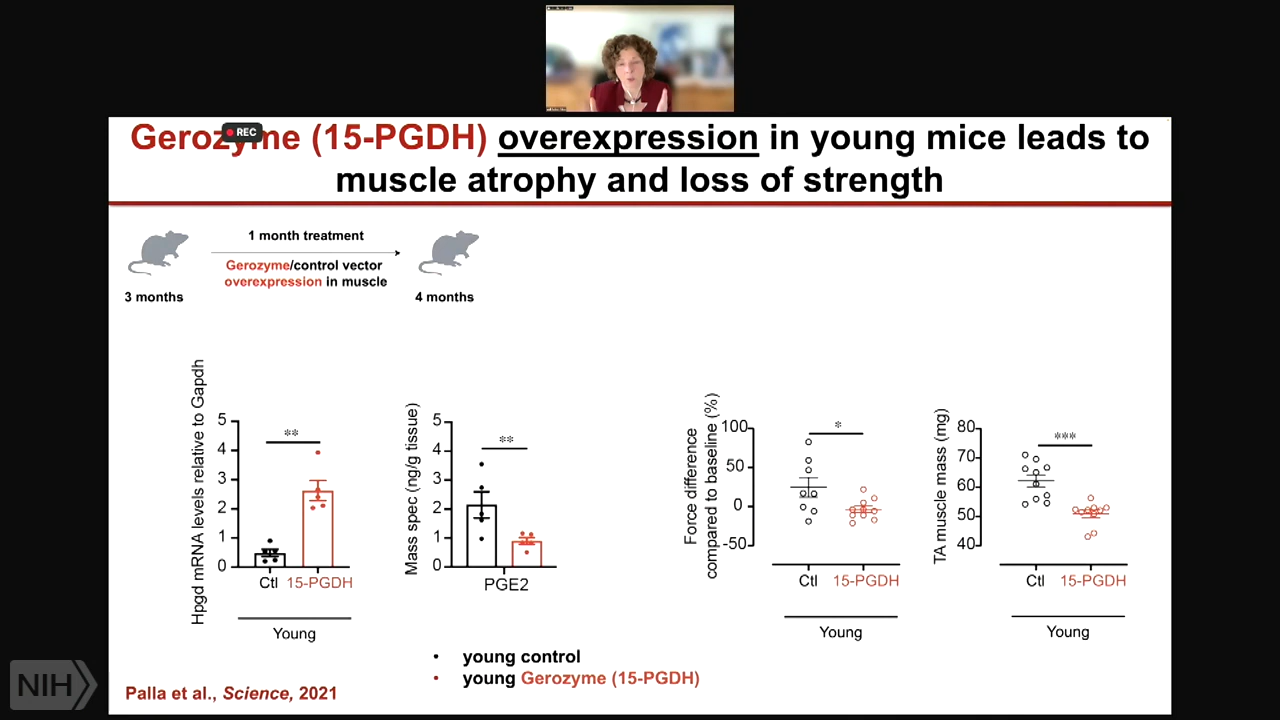 REC
Gerozyme (15-PGDH) overexpression in young mice leads to
muscle atrophy and loss of strength
1 month treatment
Gerozyme/control vector
overexpression in muscle
3 months
4 months
Hpgd mRNA levels relative to Gapdh
5
4
3
2
1
0
**
Ctl
15-PGDH
Young
Mass spec (ng/g tissue)
5
4
3
2
1
0
**
PGE2
Force difference
compared to baseline (%)
100
50
0
-50
*
Ctl
15-PGDH
Young
TA muscle mass (mg)
80
70
60
50
40
***
Ctl
15-PGDH
Young
• young control
• young Gerozyme (15-PGDH)
NIH
Palla et al., Science, 2021